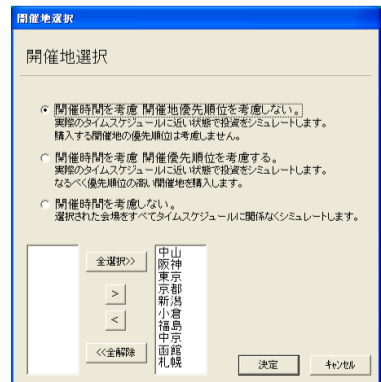 開催地選択
開催地選択
開催時間を考慮 開催地優先順位を考慮しない。
実際のタイムスケジュールに近い状態で投資をシミュレートします。
購入する開催地の優先順位は考慮しません。
開催時間を考慮 開催優先順位を考慮する。
実際のタイムスケジュールに近い状態で投資をシミュレートします。
なるべく優先順位の高い開催地を購入します。
開催時間を考慮しない。
選択された会場をすべてタイムスケジュールに関係なくシミュレートします。
全選択>>
>
<
<<全解除
中山
阪神
東京
京都
新潟
小倉
福島
中京
函館
札幌
決定
キャンセル